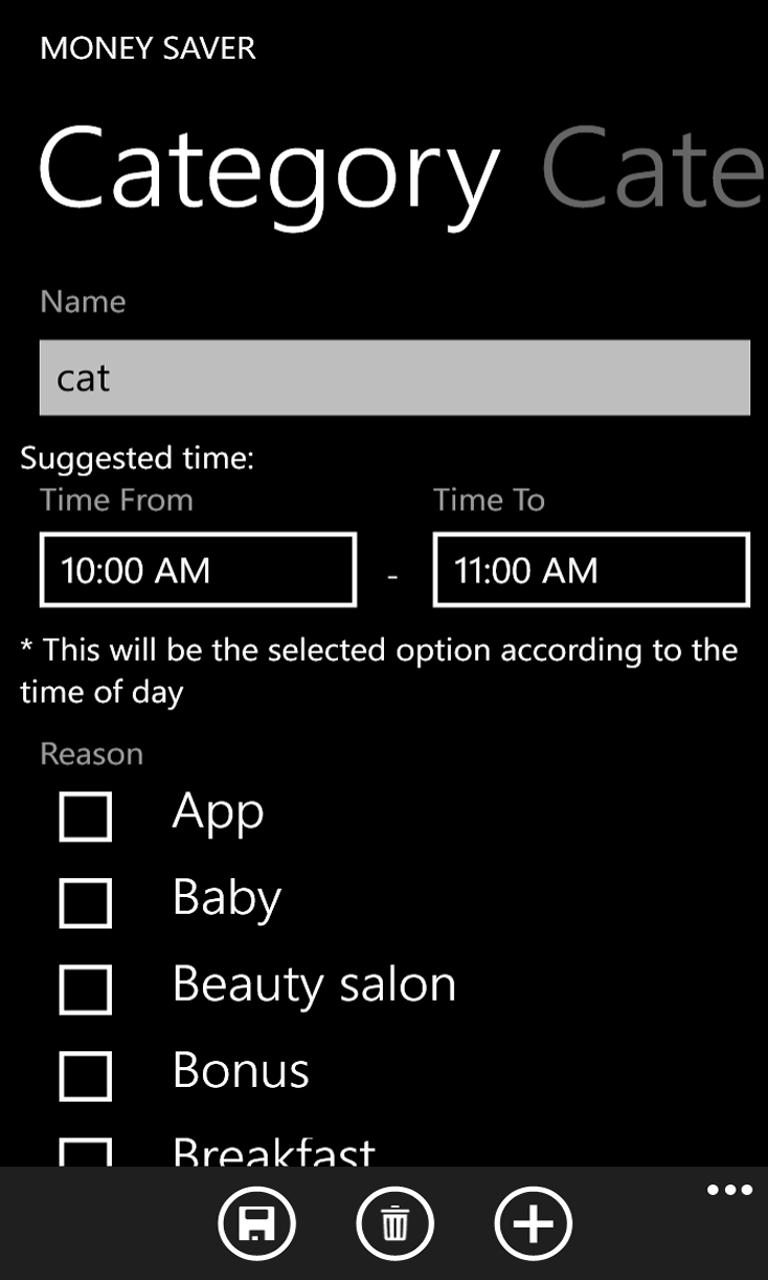 MONEY SAVER
Category Cate
Name
cat
Suggested time:
Time From Time To
10:00 AM - 11:00 AM
* This will be the selected option according to the
time of day
Reason
App
Baby
Beauty salon
Bonus
Breakfast